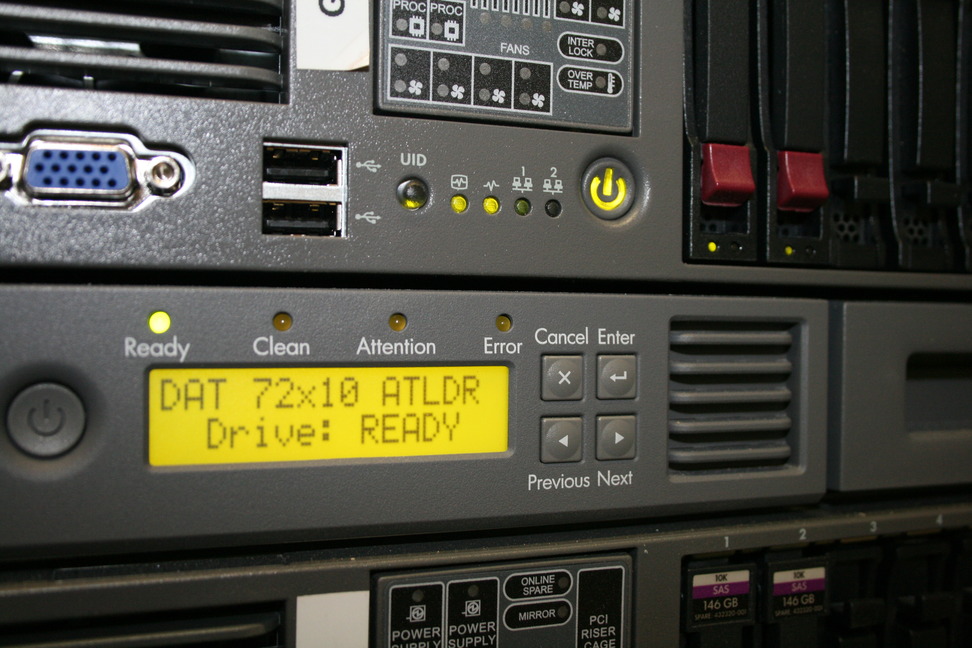 G
PROC PROC
FANS
INTER
LOCK
OVER
TEMP
UID
1 2
Ready Clean Attention Error
Cancel Enter
DAT 72x10 ATLDR
Drive: READY
Previous Next
1 2 3 4
10K
SAS
146 GB
10K
SAS
146 GB
ONLINE
SPARE
MIRROR
POWER
SUPPLY
POWER
SUPPLY
PCI
RISER
CAGE